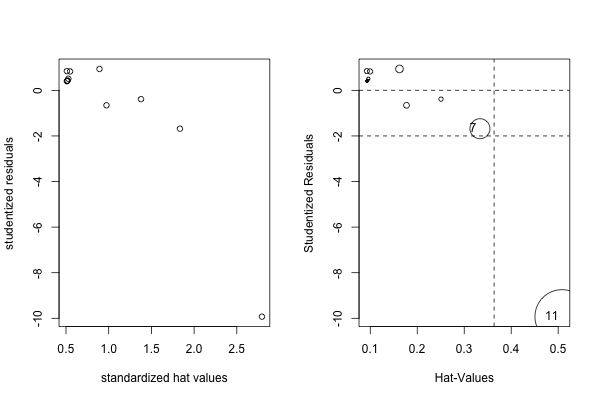 studentized residuals
0
-2
-4
-6
-8
-10
0.5 1.0 1.5 2.0 2.5
standardized hat values
Studentized Residuals
0
-2
-4
-6
-8
-10
7
11
0.1 0.2 0.3 0.4 0.5
Hat-Values